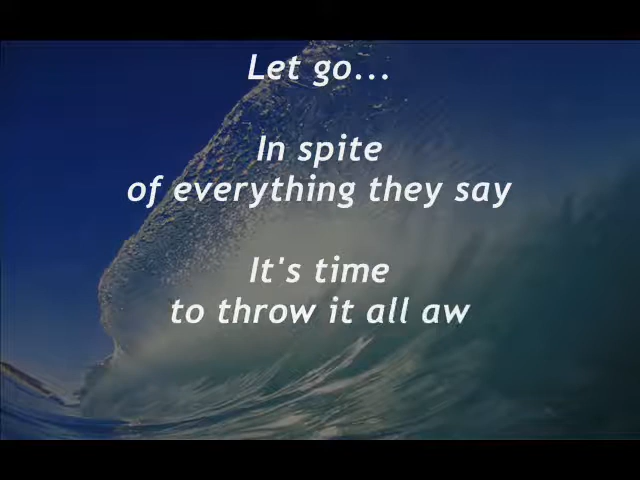 Let go...
In spite
of everything they say
It's time
to throw it all aw